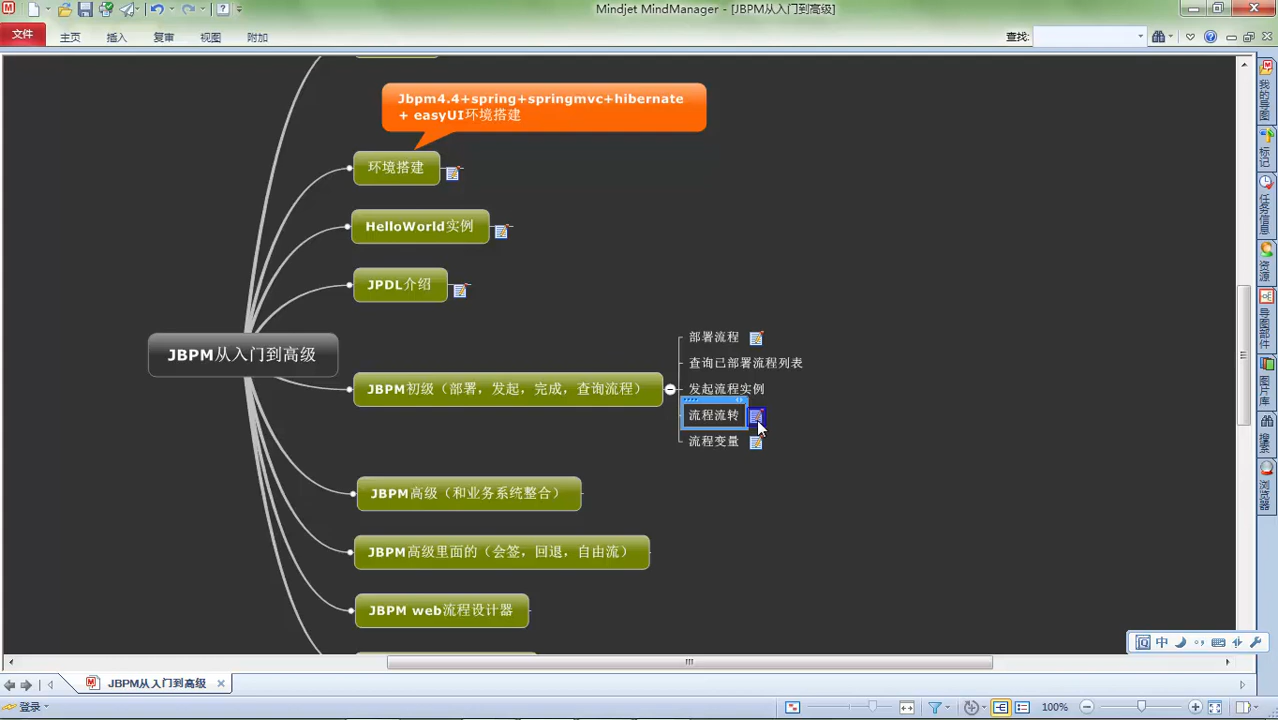 Mindjet MindManager - [JBPM从入门到高级]
文件
主页
插入
复审
视图
附加
查找:
Jbpm4.4+spring+springmvc+hibernate
+ easyUI环境搭建
环境搭建
HelloWorld实例
JPDL介绍
JBPM从入门到高级
JBPM初级（部署，发起，完成，查询流程）
部署流程
查询已部署流程列表
发起流程实例
流程流转
流程变量
JBPM高级（和业务系统整合）
JBPM高级里面的（会签，回退，自由流）
JBPM web流程设计器
我的导图
标记
任务信息
资源
导图部件
图片库
搜索
浏览器
中
JBPM从入门到高级
登录
100%